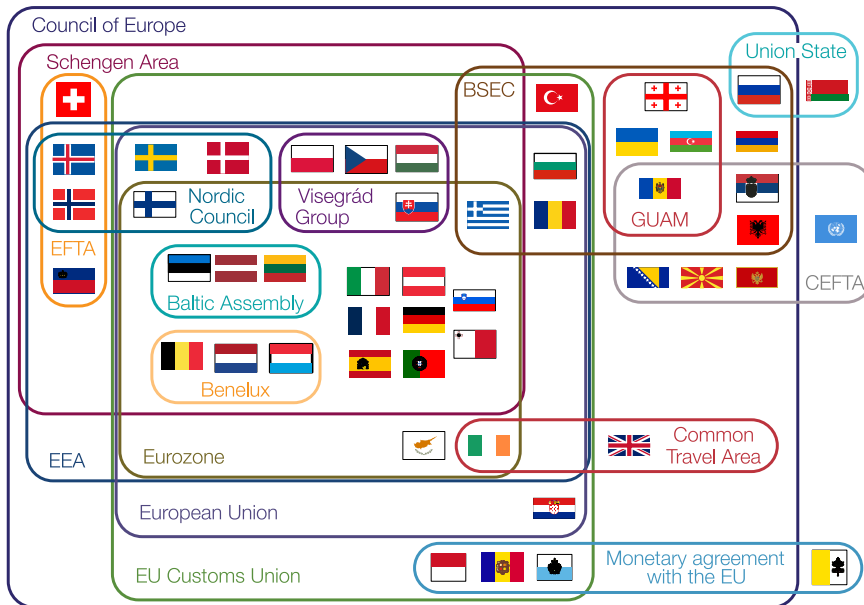 Council of Europe
Schengen Area
Union State
BSEC
Nordic
Council
Visegrád
Group
GUAM
EFTA
CEFTA
Baltic Assembly
Benelux
Common
Travel Area
EEA
Eurozone
European Union
EU Customs Union
Monetary agreement
with the EU